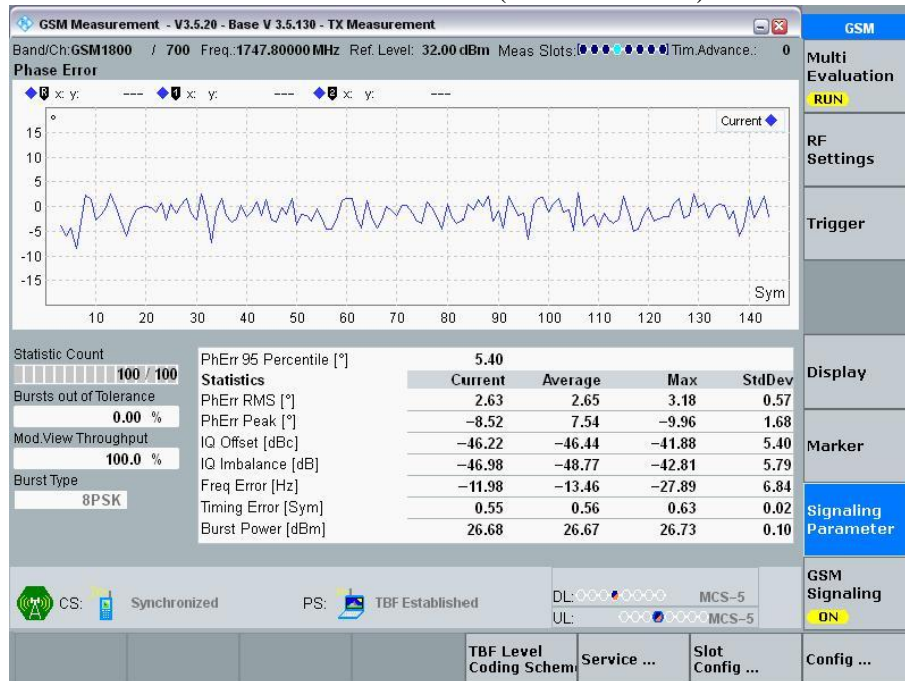 GSM Measurement - V3.5.20 - Base V 3.5.130 - TX Measurement
GSM
Band/Ch:GSM1800 / 700 Freq.:1747.80000 MHz Ref. Level: 32.00 dBm Meas Slots: Tim.Advance.: 0
Phase Error
Multi
Evaluation
RUN
R x: y: --- 1 x: y: --- 2 x: y: ---
°
Current
15
10
5
0
-5
-10
-15
Sym
10 20 30 40 50 60 70 80 90 100 110 120 130 140
RF
Settings
Trigger
Statistic Count
100 / 100
Bursts out of Tolerance
0.00 %
Mod.View Throughput
100.0 %
Burst Type
8PSK
PhErr 95 Percentile [°] 5.40
Statistics Current Average Max StdDev
PhErr RMS [°] 2.63 2.65 3.18 0.57
PhErr Peak [°] −8.52 7.54 −9.96 1.68
IQ Offset [dBc] −46.22 −46.44 −41.88 5.40
IQ Imbalance [dB] −46.98 −48.77 −42.81 5.79
Freq Error [Hz] −11.98 −13.46 −27.89 6.84
Timing Error [Sym] 0.55 0.56 0.63 0.02
Burst Power [dBm] 26.68 26.67 26.73 0.10
Display
Marker
Signaling
Parameter
CS: Synchronized PS: TBF Established
DL: MCS−5
UL: MCS−5
GSM
Signaling
ON
TBF Level
Coding Schem
Service ...
Slot
Config ...
Config ...